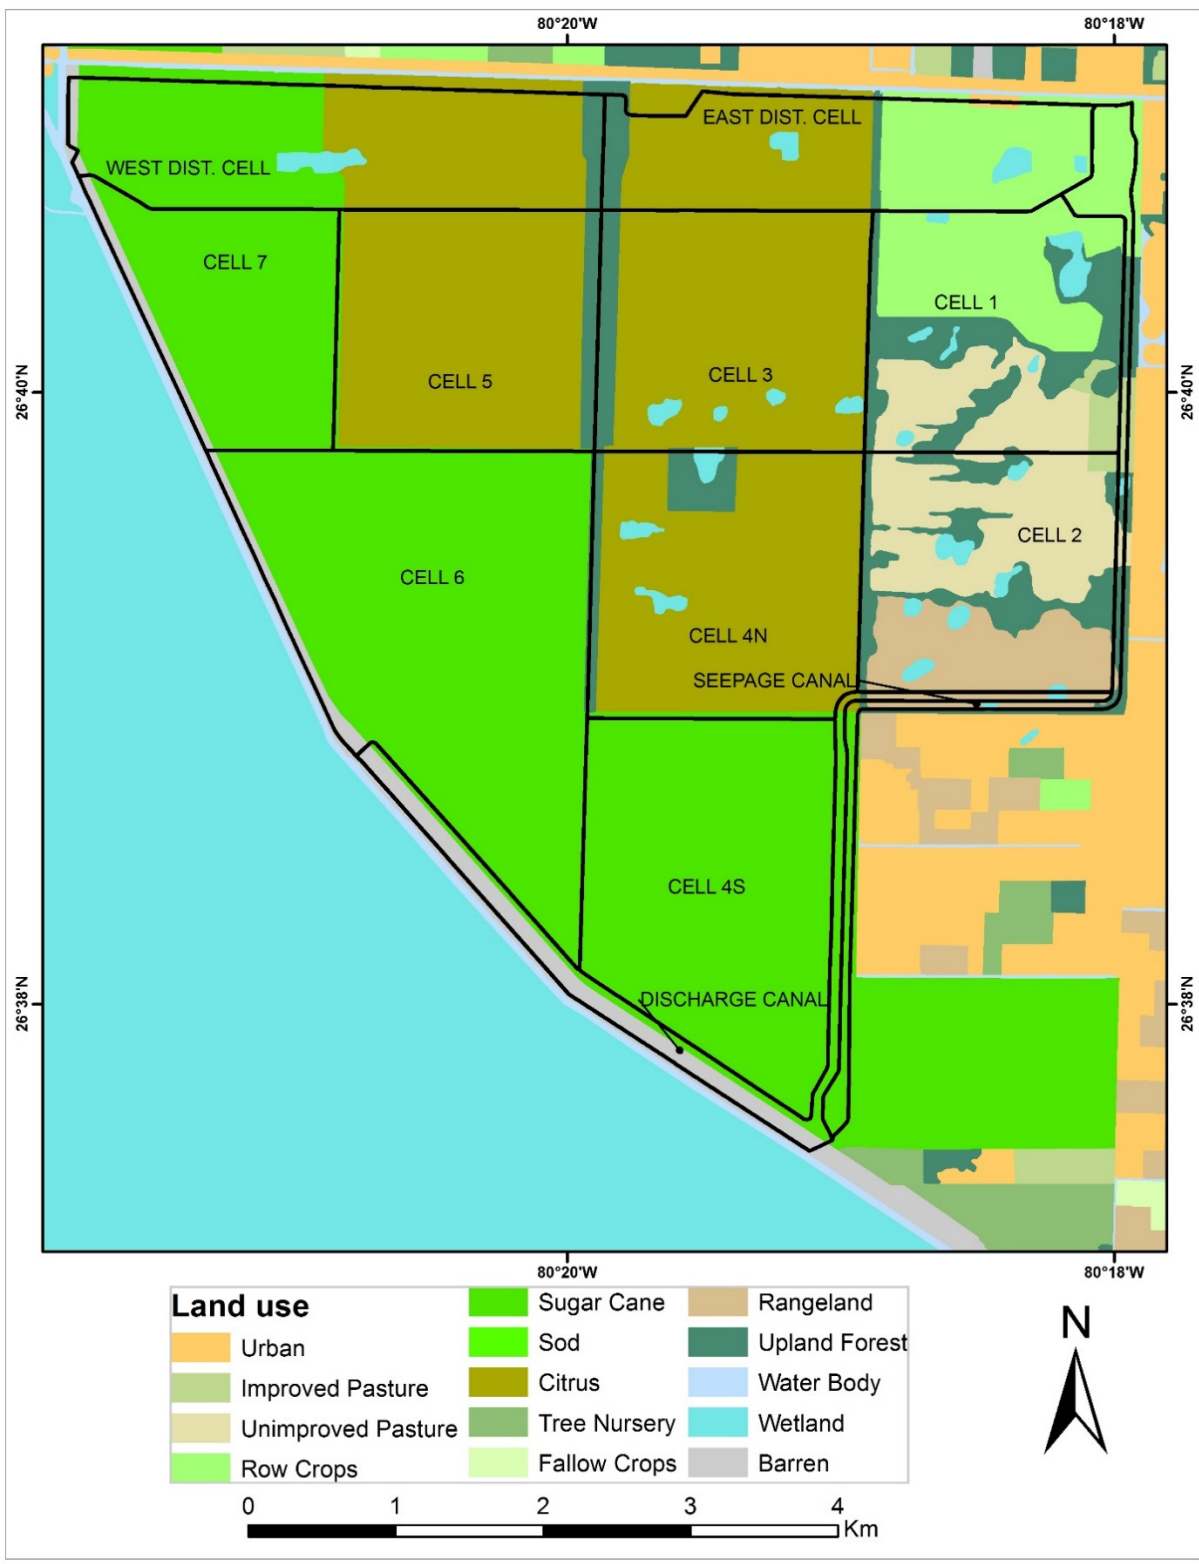 80°20'W 80°18'W
EAST DIST. CELL
WEST DIST. CELL
CELL 7
CELL 1
CELL 5
CELL 3
26°40'N 26°40'N
CELL 2
CELL 6
CELL 4N
SEEPAGE CANAL
CELL 4S
DISCHARGE CANAL
26°38'N 26°38'N
80°20'W 80°18'W
Land use
Urban
Improved Pasture
Unimproved Pasture
Row Crops
Sugar Cane
Sod
Citrus
Tree Nursery
Fallow Crops
Rangeland
Upland Forest
Water Body
Wetland
Barren
N
0 1 2 3 4
Km